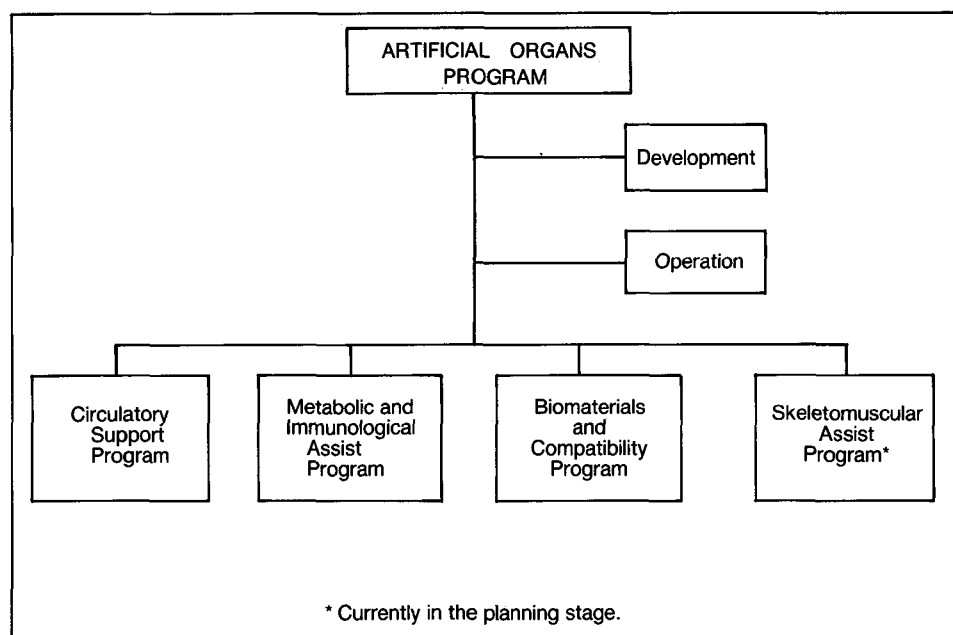 ARTIFICIAL ORGANS
PROGRAM
Development
Operation
Circulatory
Support
Program
Metabolic and
Immunological
Assist
Program
Biomaterials
and
Compatibility
Program
Skeletomuscular
Assist
Program*
* Currently in the planning stage.